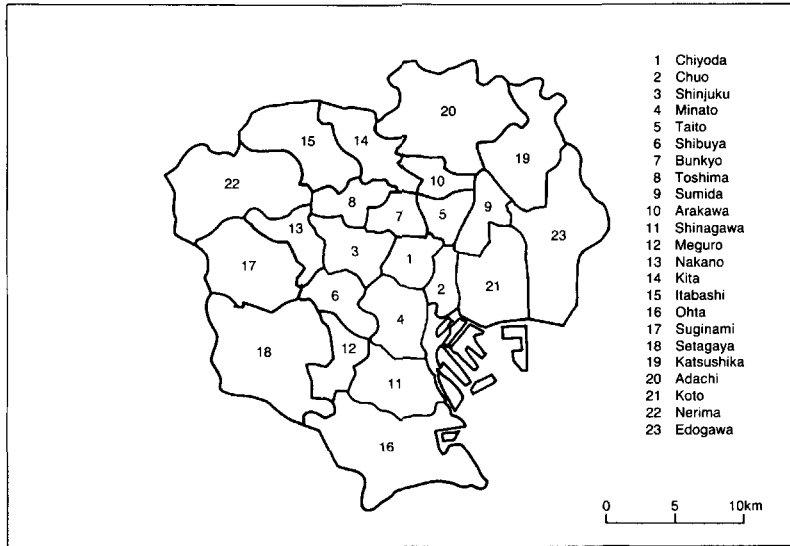 20
15
14
19
22
10
8
5
9
7
13
23
3
1
17
2
21
6
4
12
18
11
16
1 Chiyoda
2 Chuo
3 Shinjuku
4 Minato
5 Taito
6 Shibuya
7 Bunkyo
8 Toshima
9 Sumida
10 Arakawa
11 Shinagawa
12 Meguro
13 Nakano
14 Kita
15 Itabashi
16 Ohta
17 Suginami
18 Setagaya
19 Katsushika
20 Adachi
21 Koto
22 Nerima
23 Edogawa
0 5 10km